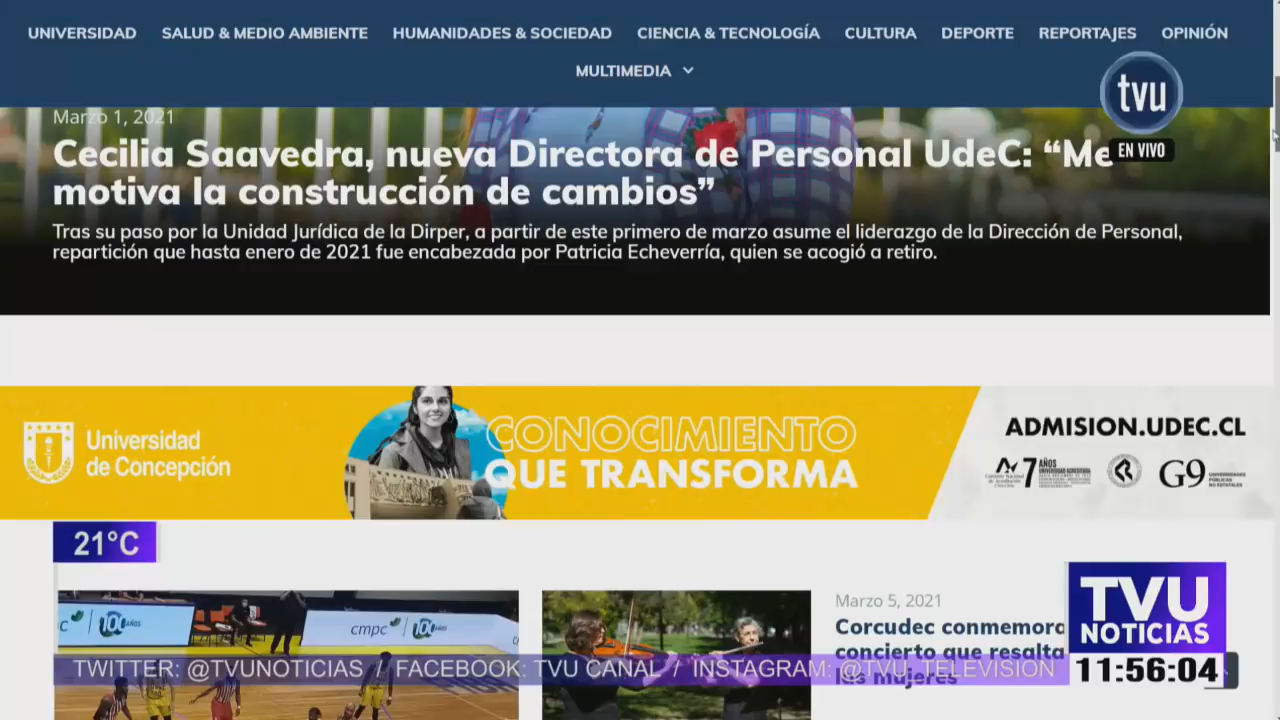 UNIVERSIDAD SALUD & MEDIO AMBIENTE HUMANIDADES & SOCIEDAD CIENCIA & TECNOLOGÍA CULTURA DEPORTE REPORTAJES OPINIÓN
MULTIMEDIA
tvu
EN VIVO
Marzo 1, 2021
Cecilia Saavedra, nueva Directora de Personal UdeC: “Me
motiva la construcción de cambios”
Tras su paso por la Unidad Jurídica de la Dirper, a partir de este primero de marzo asume el liderazgo de la Dirección de Personal,
repartición que hasta enero de 2021 fue encabezada por Patricia Echeverría, quien se acogió a retiro.
Universidad
de Concepción
CONOCIMIENTO
QUE TRANSFORMA
ADMISION.UDEC.CL
7 AÑOS
G9
21°C
100 AÑOS
cmpc 100 AÑOS
Marzo 5, 2021
Corcudec conmemora
concierto que resalta
mujeres
TVU
NOTICIAS
11:56:04
TWITTER: @TVUNOTICIAS / FACEBOOK: TVU CANAL / INSTAGRAM: @TVU_TELEVISION